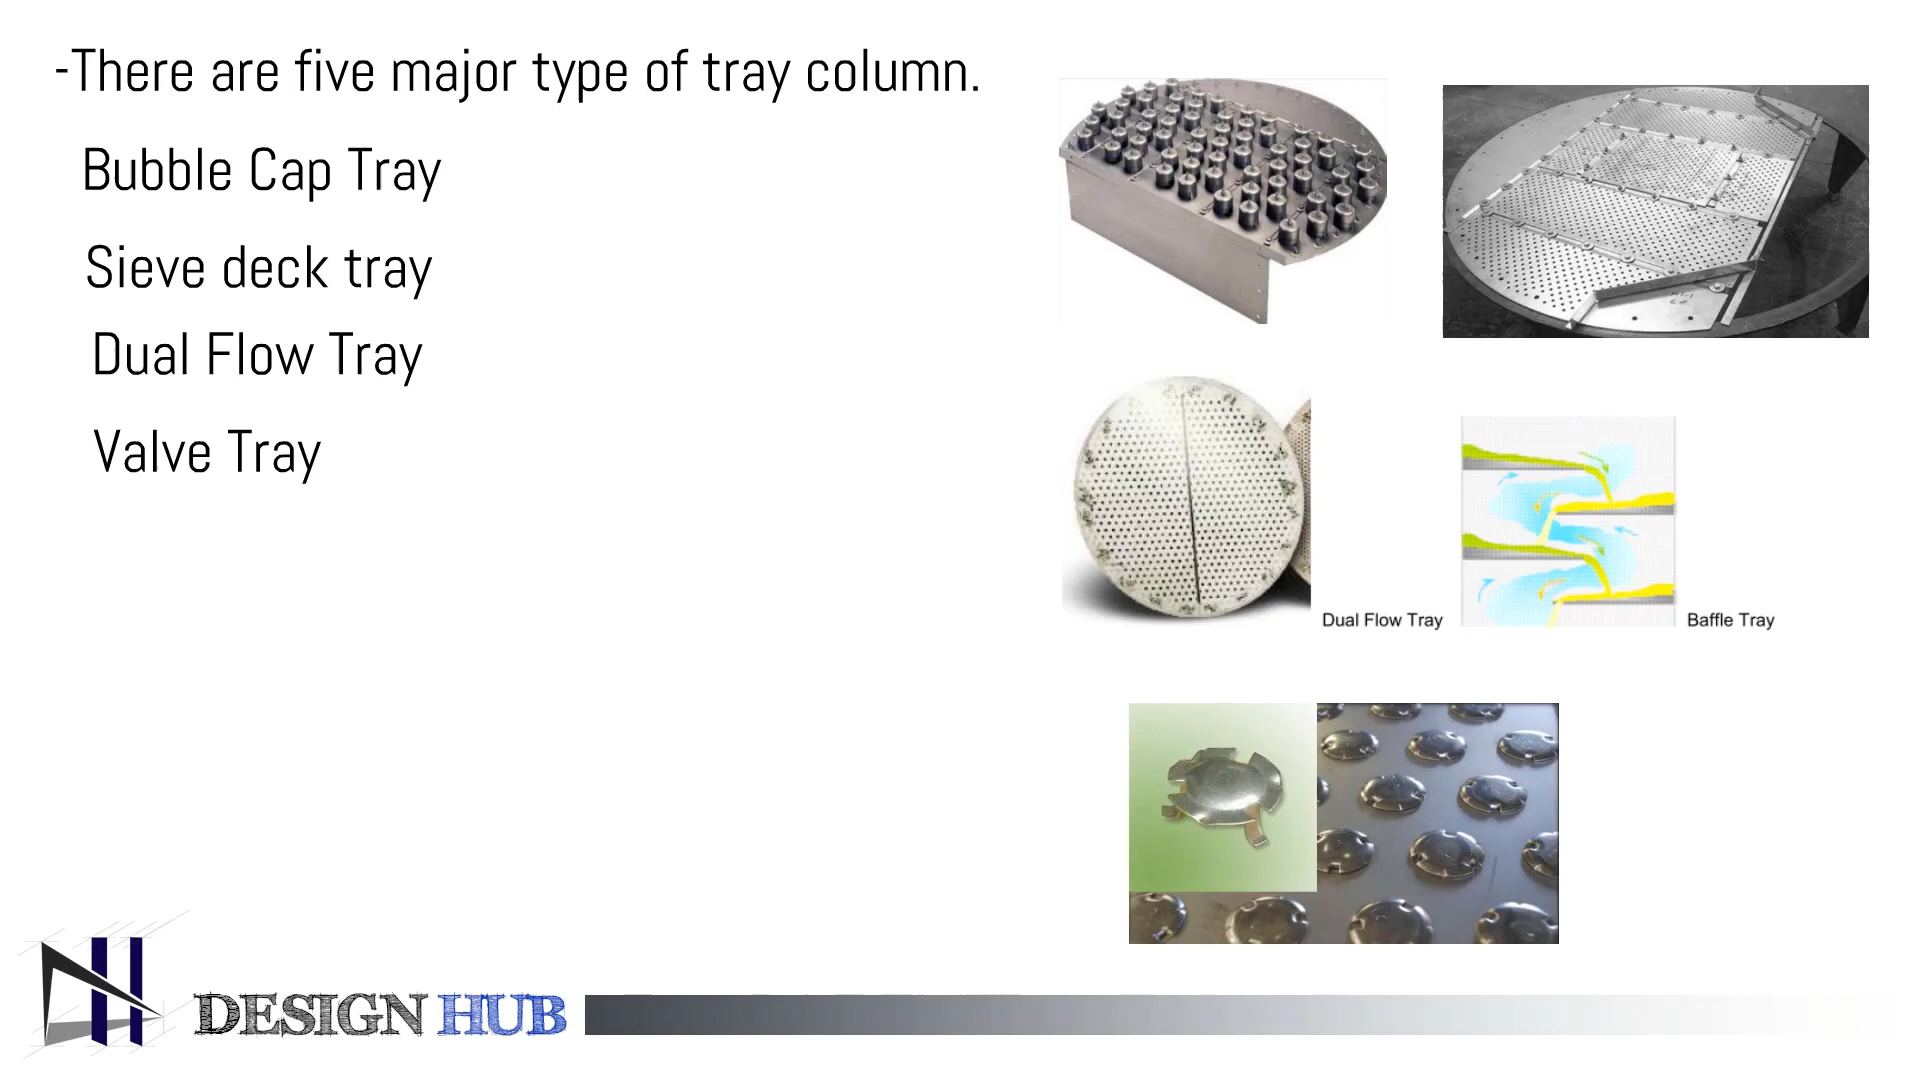 -There are five major type of tray column.
Bubble Cap Tray
Sieve deck tray
Dual Flow Tray
Valve Tray
Dual Flow Tray
Baffle Tray
DESIGN HUB